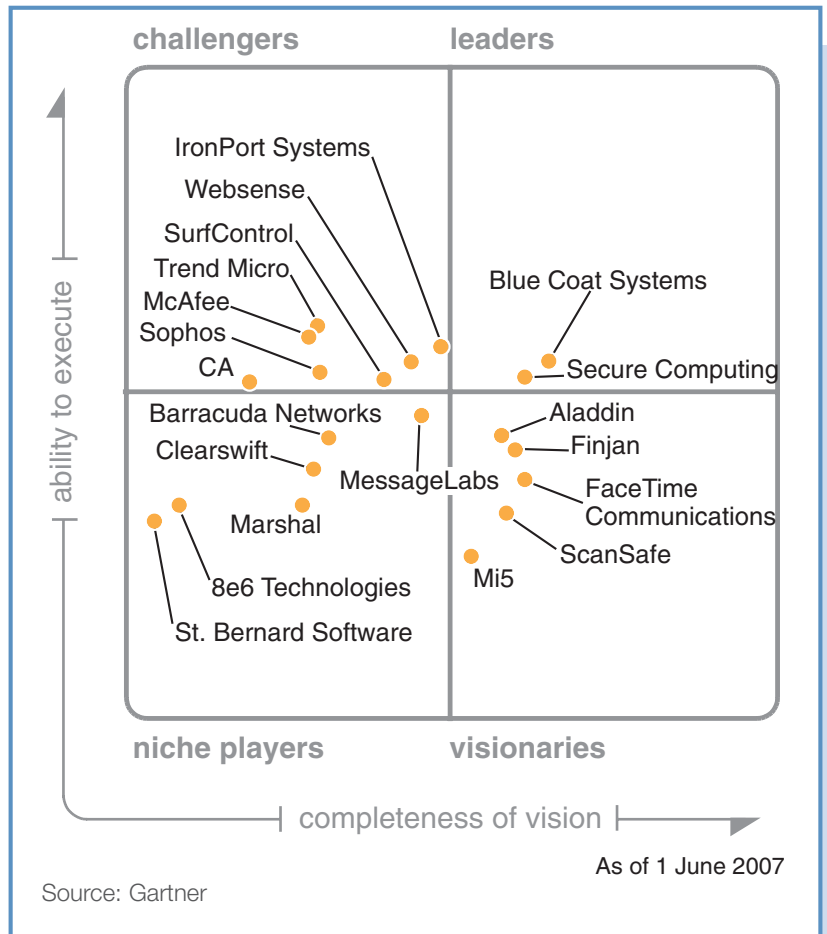 challengers
leaders
IronPort Systems
Websense
SurfControl
Trend Micro
McAfee
Sophos
CA
Blue Coat Systems
Secure Computing
ability to execute
Barracuda Networks
Clearswift
MessageLabs
Marshal
8e6 Technologies
St. Bernard Software
Aladdin
Finjan
FaceTime
Communications
ScanSafe
Mi5
niche players
visionaries
completeness of vision
As of 1 June 2007
Source: Gartner